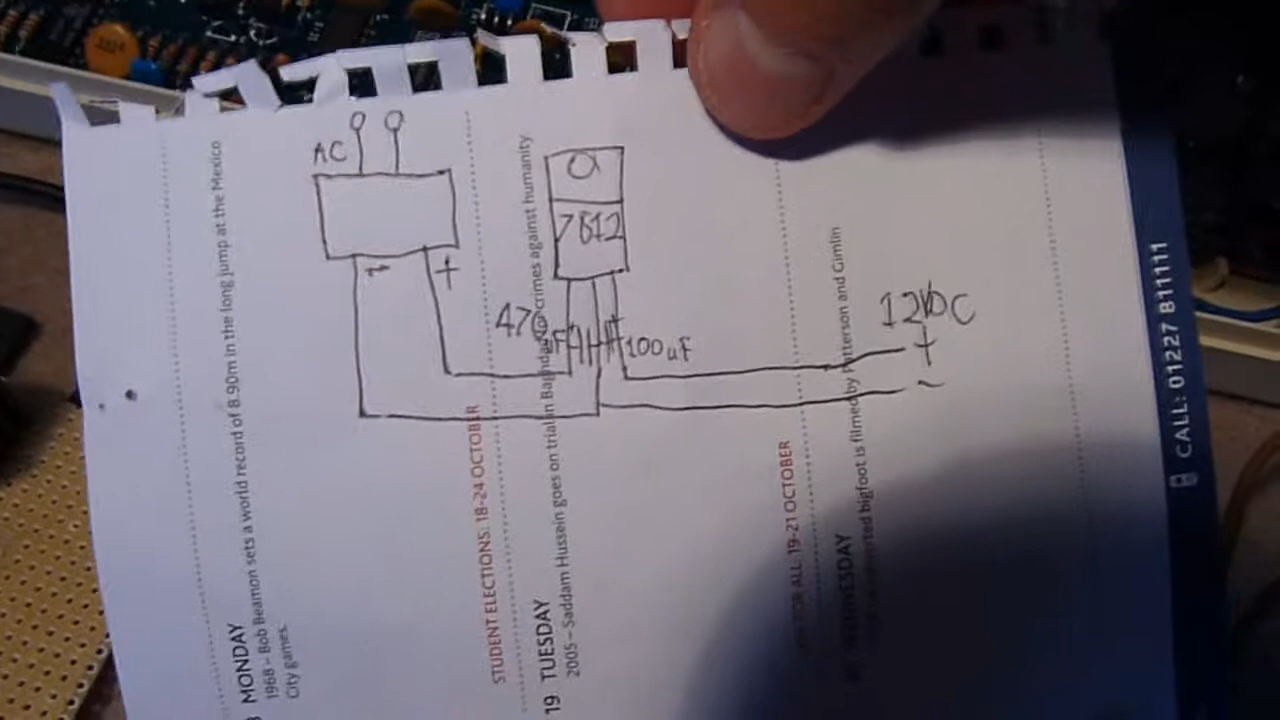 AC
7812
+
100uF
12VDC
+
-
MONDAY
1968 – Bob Beamon sets a world record of 8.90m in the long jump at the Mexico
City games.
STUDENT ELECTIONS: 18-24 OCTOBER
19 TUESDAY
2005 – Saddam Hussein goes on trial in Baghdad crimes against humanity
FOR ALL: 19-21 OCTOBER
bigfoot is filmed by Patterson and Gimlin
CALL: 01227 811111